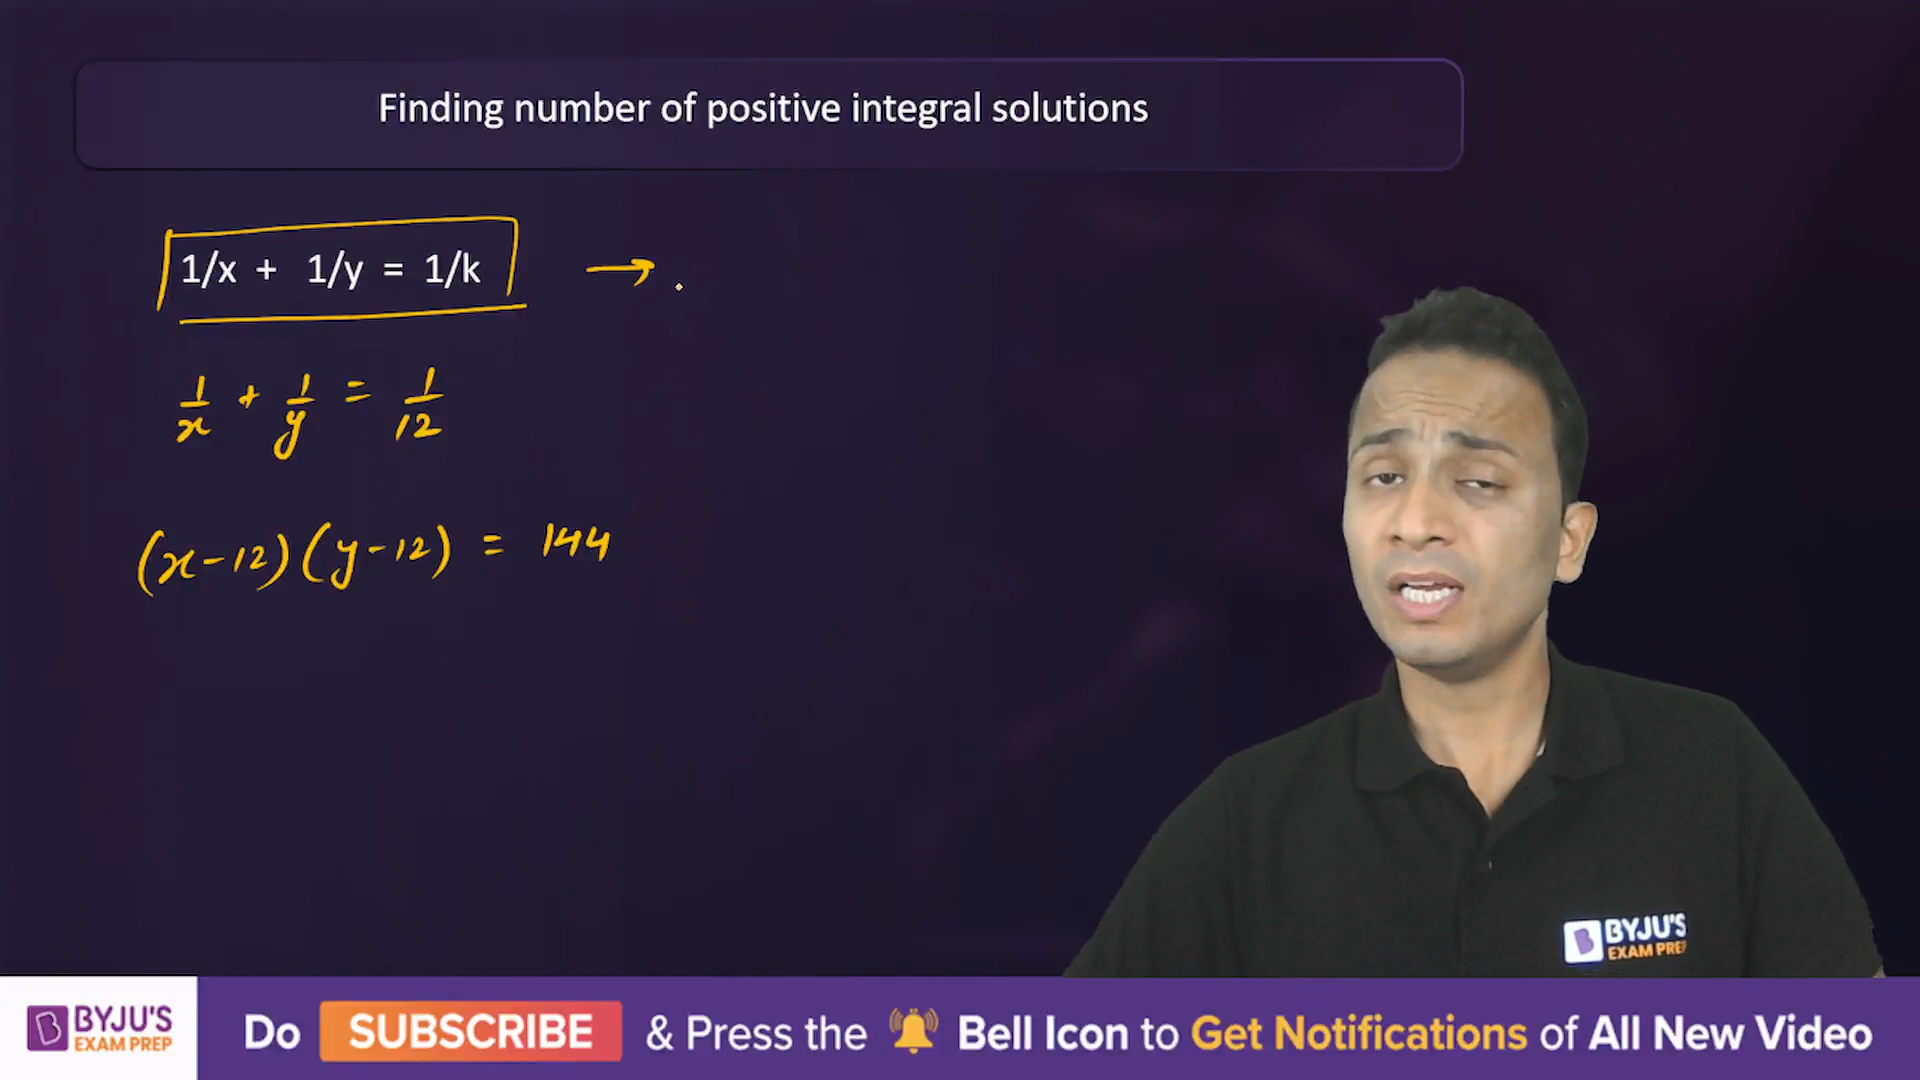 Finding number of positive integral solutions
1/x + 1/y = 1/k →
1/x + 1/y = 1/12
(x-12)(y-12) = 144
BYJU'S
EXAM PREP
BYJU'S
EXAM PREP
Do SUBSCRIBE & Press the Bell Icon to Get Notifications of All New Video